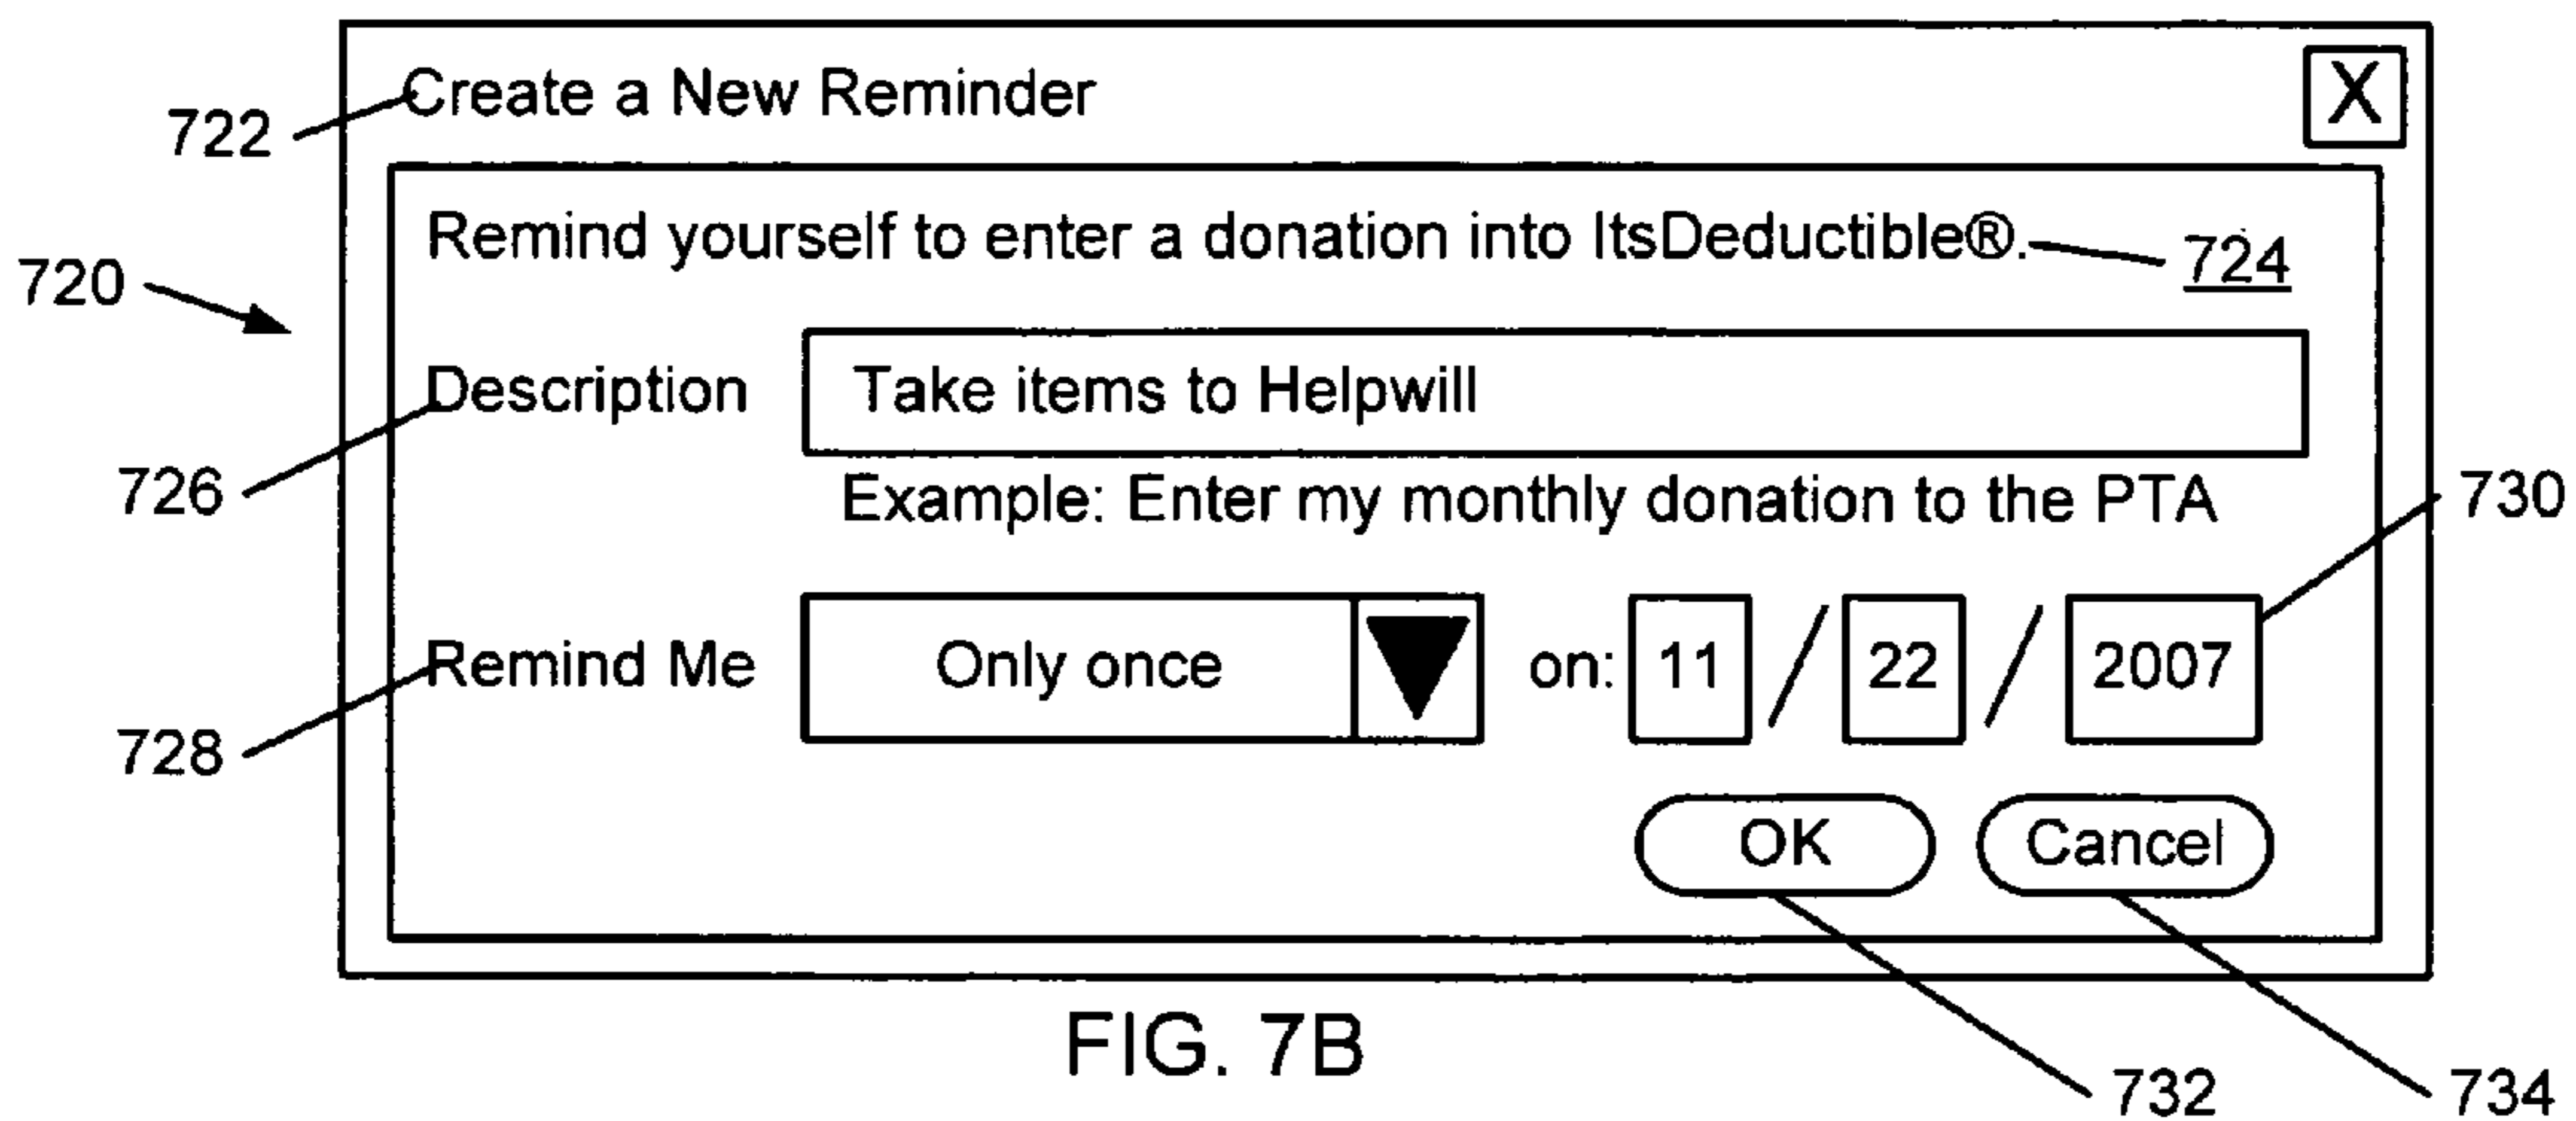 Create a New Reminder X
722
Remind yourself to enter a donation into ItsDeductible®. 724
720
Description Take items to Helpwill
726
Example: Enter my monthly donation to the PTA 730
Remind Me Only once on: 11 / 22 / 2007
728
OK Cancel
FIG. 7B
732 734